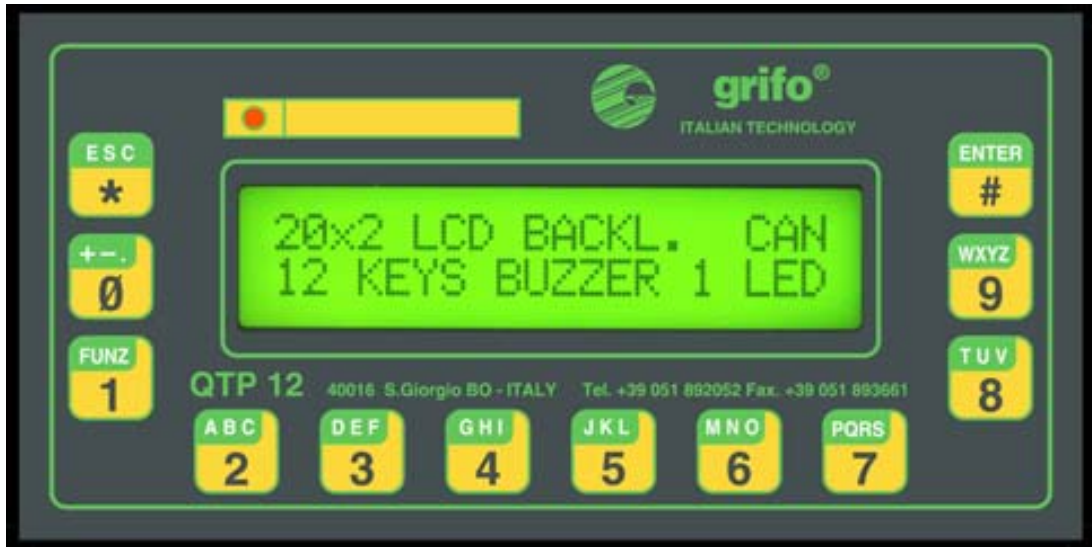 grifo®
ITALIAN TECHNOLOGY
ESC
*
ENTER
#
20x2 LCD BACKL. CAN
12 KEYS BUZZER 1 LED
+-.
0
WXYZ
9
FUNZ
1
TUV
8
QTP 12 40016 S.Giorgio BO - ITALY Tel. +39 051 892052 Fax. +39 051 893661
ABC
2
DEF
3
GHI
4
JKL
5
MNO
6
PQRS
7